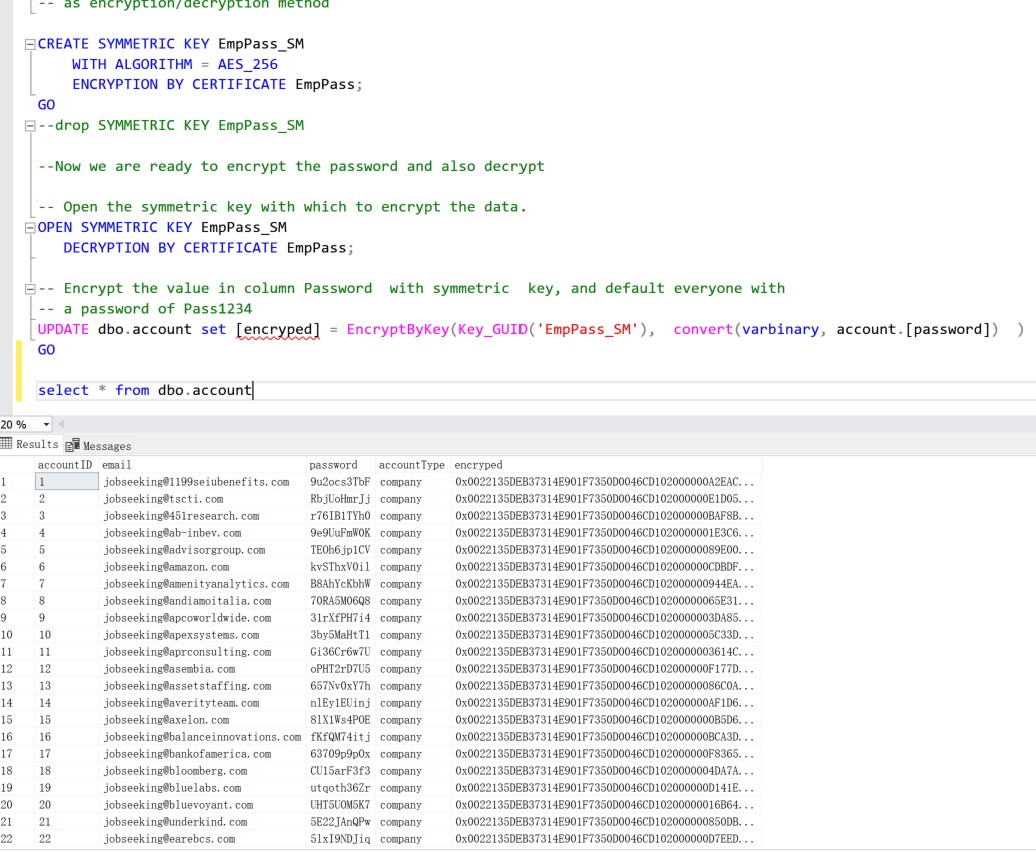 -- as encryption/decryption method
CREATE SYMMETRIC KEY EmpPass_SM
WITH ALGORITHM = AES_256
ENCRYPTION BY CERTIFICATE EmpPass;
GO
--drop SYMMETRIC KEY EmpPass_SM
--Now we are ready to encrypt the password and also decrypt
-- Open the symmetric key with which to encrypt the data.
OPEN SYMMETRIC KEY EmpPass_SM
DECRYPTION BY CERTIFICATE EmpPass;
-- Encrypt the value in column Password  with symmetric  key, and default everyone with
-- a password of Pass1234
UPDATE dbo.account set [encryped] = EncryptByKey(Key_GUID('EmpPass_SM'),  convert(varbinary, account.[password])  )
GO
select * from dbo.account
20 %
Results Messages
accountID email password accountType encryped
1 1 jobseeking@1199seiubenefits.com 9u2ocs3TbF company 0x0022135DEB37314E901F7350D0046CD102000000A2EAC...
2 2 jobseeking@tscti.com RbjUoHmrJj company 0x0022135DEB37314E901F7350D0046CD102000000E1D05...
3 3 jobseeking@451research.com r76IB1TYh0 company 0x0022135DEB37314E901F7350D0046CD102000000BAF8B...
4 4 jobseeking@ab-inbev.com 9e9UuFmWOK company 0x0022135DEB37314E901F7350D0046CD1020000001E3C6...
5 5 jobseeking@advisorgroup.com TEOh6jp1CV company 0x0022135DEB37314E901F7350D0046CD10200000089E00...
6 6 jobseeking@amazon.com kvSThxV0il company 0x0022135DEB37314E901F7350D0046CD102000000CDBDF...
7 7 jobseeking@amenityanalytics.com B8AhYcKbhW company 0x0022135DEB37314E901F7350D0046CD102000000944EA...
8 8 jobseeking@andiamoitalia.com 70RA5M06Q8 company 0x0022135DEB37314E901F7350D0046CD10200000065E31...
9 9 jobseeking@apcoworldwide.com 31rXfPH7i4 company 0x0022135DEB37314E901F7350D0046CD1020000003DA85...
10 10 jobseeking@apexsystems.com 3by5MaHtT1 company 0x0022135DEB37314E901F7350D0046CD1020000005C33D...
11 11 jobseeking@aprconsulting.com Gi36Cr6w7U company 0x0022135DEB37314E901F7350D0046CD1020000003614C...
12 12 jobseeking@asembia.com oPHT2rD7U5 company 0x0022135DEB37314E901F7350D0046CD102000000F177D...
13 13 jobseeking@assetstaffing.com 657Nv0xY7h company 0x0022135DEB37314E901F7350D0046CD10200000086C0A...
14 14 jobseeking@averityteam.com nlEy1EUinj company 0x0022135DEB37314E901F7350D0046CD102000000AF1D6...
15 15 jobseeking@axelon.com 81X1Ws4POE company 0x0022135DEB37314E901F7350D0046CD102000000B5D6...
16 16 jobseeking@balanceinnovations.com fKfQM74itj company 0x0022135DEB37314E901F7350D0046CD102000000BCA3D...
17 17 jobseeking@bankofamerica.com 63709p9p0x company 0x0022135DEB37314E901F7350D0046CD102000000F8365...
18 18 jobseeking@bloomberg.com CU15arF3f3 company 0x0022135DEB37314E901F7350D0046CD1020000004DA7A...
19 19 jobseeking@bluelabs.com utqoth36Zr company 0x0022135DEB37314E901F7350D0046CD102000000D141E...
20 20 jobseeking@bluevoyant.com UHT5UOM5K7 company 0x0022135DEB37314E901F7350D0046CD10200000016B64...
21 21 jobseeking@underkind.com 5E22JAnQPw company 0x0022135DEB37314E901F7350D0046CD102000000850DB...
22 22 jobseeking@earebcs.com 5lxI9NDJiq company 0x0022135DEB37314E901F7350D0046CD102000000D7EED...